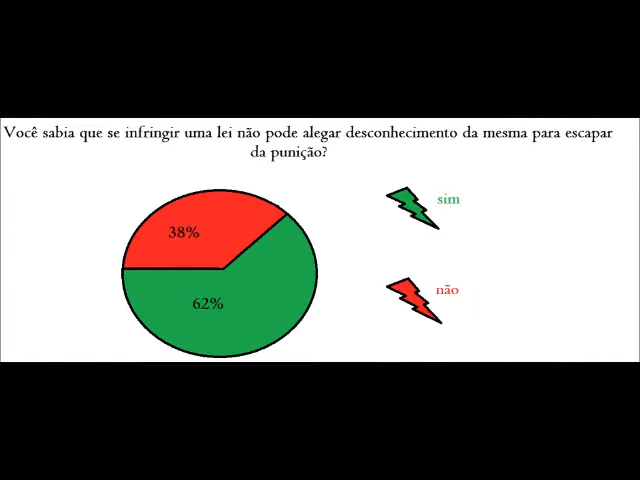 Você sabia que se infringir uma lei não pode alegar desconhecimento da mesma para escapar
da punição?
sim
38%
não
62%